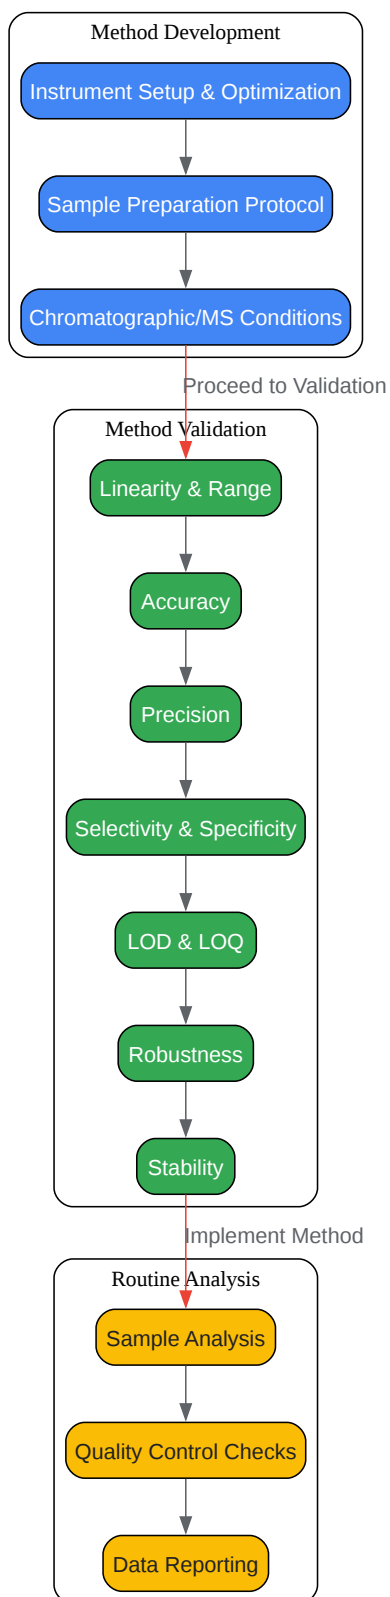 Method Development
Instrument Setup & Optimization
Sample Preparation Protocol
Chromatographic/MS Conditions
Proceed to Validation
Method Validation
Linearity & Range
Accuracy
Precision
Selectivity & Specificity
LOD & LOQ
Robustness
Stability
Implement Method
Routine Analysis
Sample Analysis
Quality Control Checks
Data Reporting